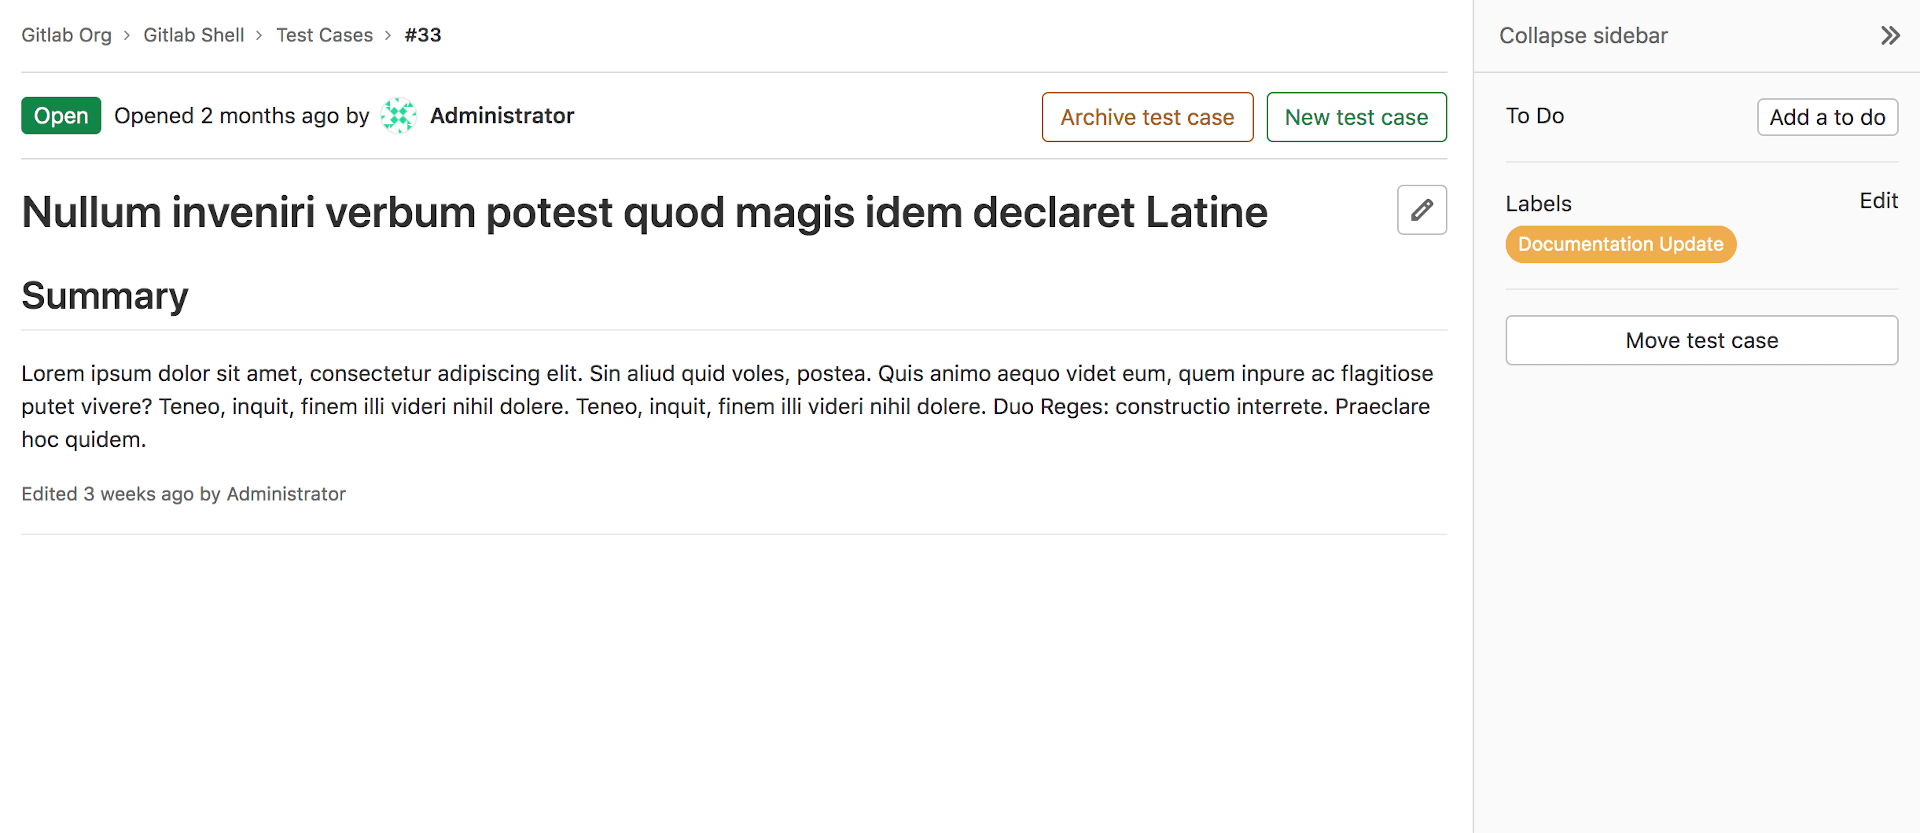 Gitlab Org › Gitlab Shell › Test Cases › #33
Open Opened 2 months ago by Administrator
Archive test case
New test case
Nullum inveniri verbum potest quod magis idem declaret Latine
Summary
Lorem ipsum dolor sit amet, consectetur adipiscing elit. Sin aliud quid voles, postea. Quis animo aequo videt eum, quem inpure ac flagitiose
putet vivere? Teneo, inquit, finem illi videri nihil dolere. Teneo, inquit, finem illi videri nihil dolere. Duo Reges: constructio interrete. Praeclare
hoc quidem.
Edited 3 weeks ago by Administrator
Collapse sidebar
To Do
Add a to do
Labels
Edit
Documentation Update
Move test case